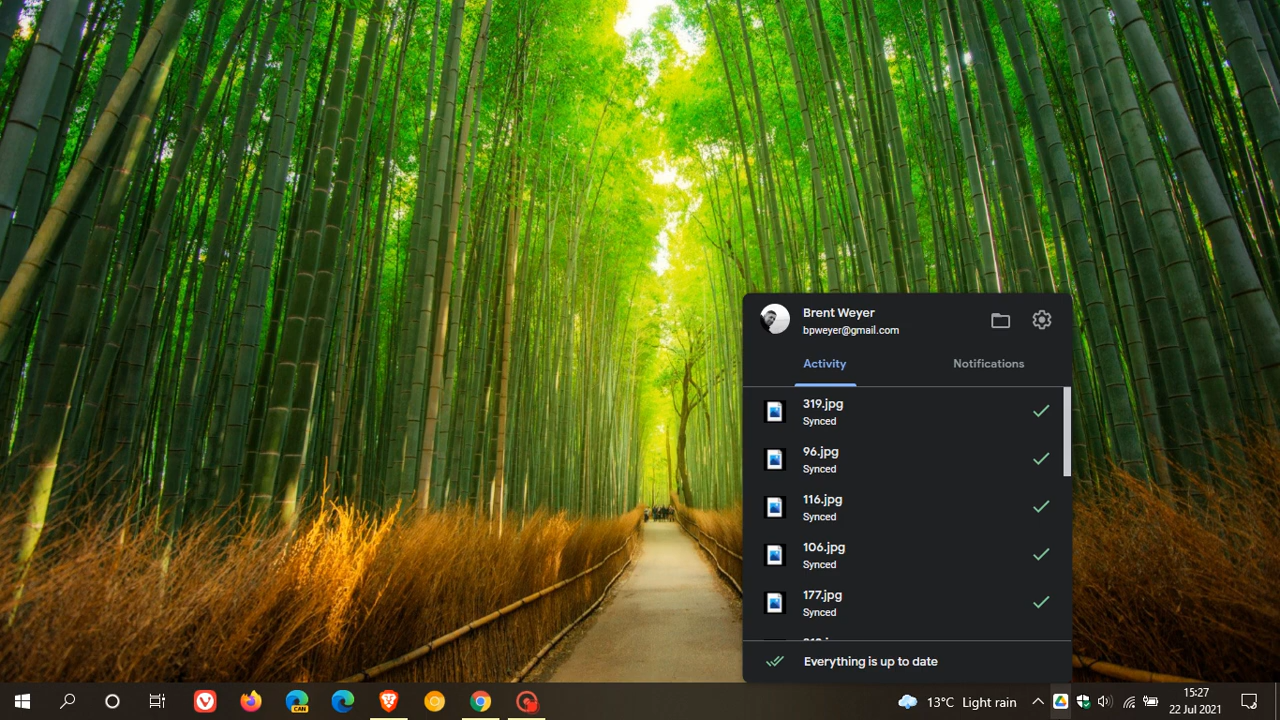 Brent Weyer
bpweyer@gmail.com
Activity
Notifications
319.jpg
Synced
96.jpg
Synced
116.jpg
Synced
106.jpg
Synced
177.jpg
Synced
Everything is up to date
CAN
13°C Light rain
15:27
22 Jul 2021